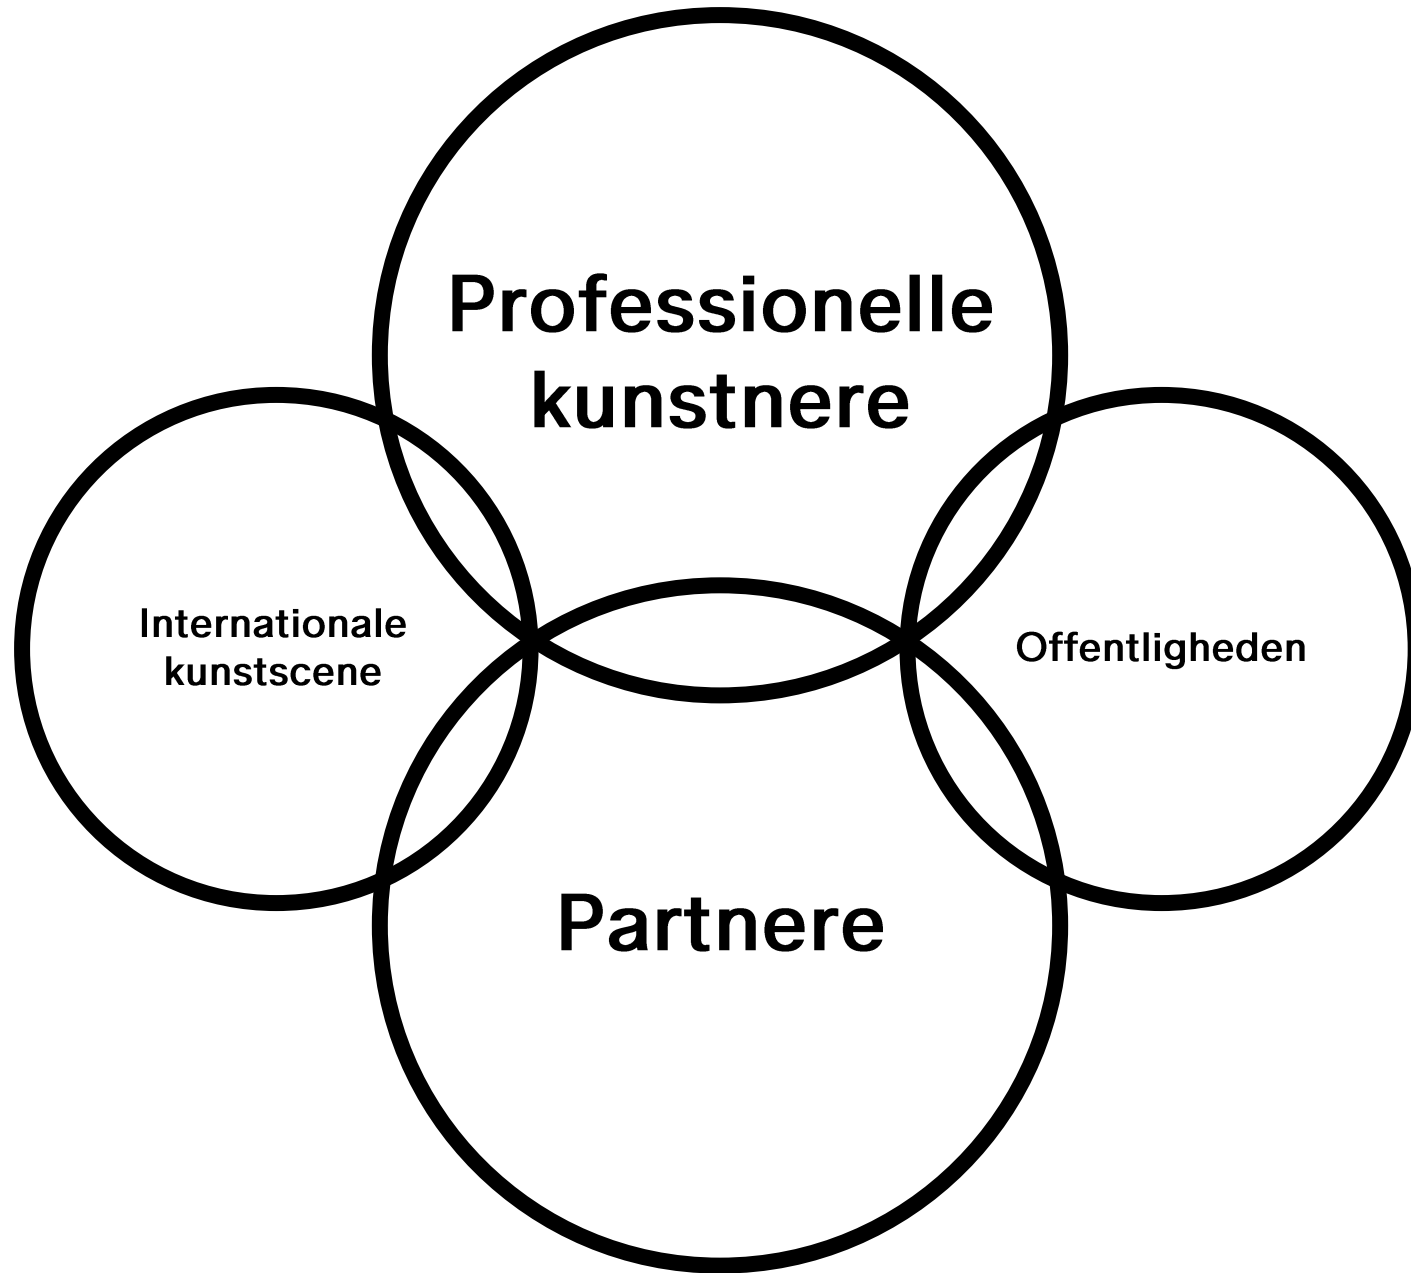 Professionelle
kunstnere
Internationale
kunstscene
Offentligheden
Partnere